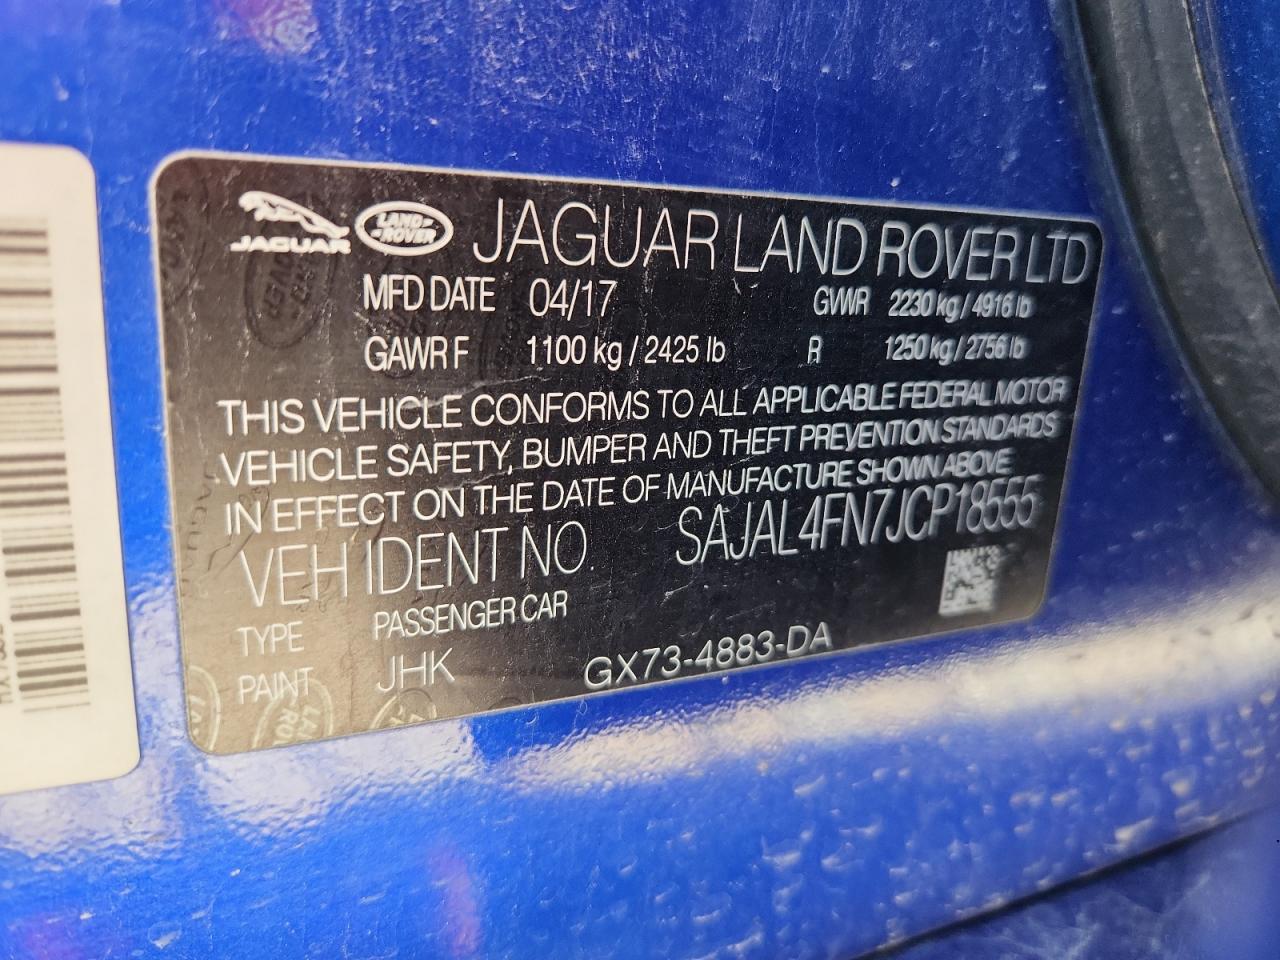 JAGUAR LAND ROVER JAGUAR LAND ROVER LTD
MFD DATE 04/17 GVWR 2230 kg / 4916 lb
GAWR F 1100 kg / 2425 lb R 1250 kg / 2756 lb
THIS VEHICLE CONFORMS TO ALL APPLICABLE FEDERAL MOTOR
VEHICLE SAFETY, BUMPER AND THEFT PREVENTION STANDARDS
IN EFFECT ON THE DATE OF MANUFACTURE SHOWN ABOVE
VEH IDENT NO. SAJAL4FN7JCP18555
TYPE PASSENGER CAR
PAINT JHK GX73-4883-DA